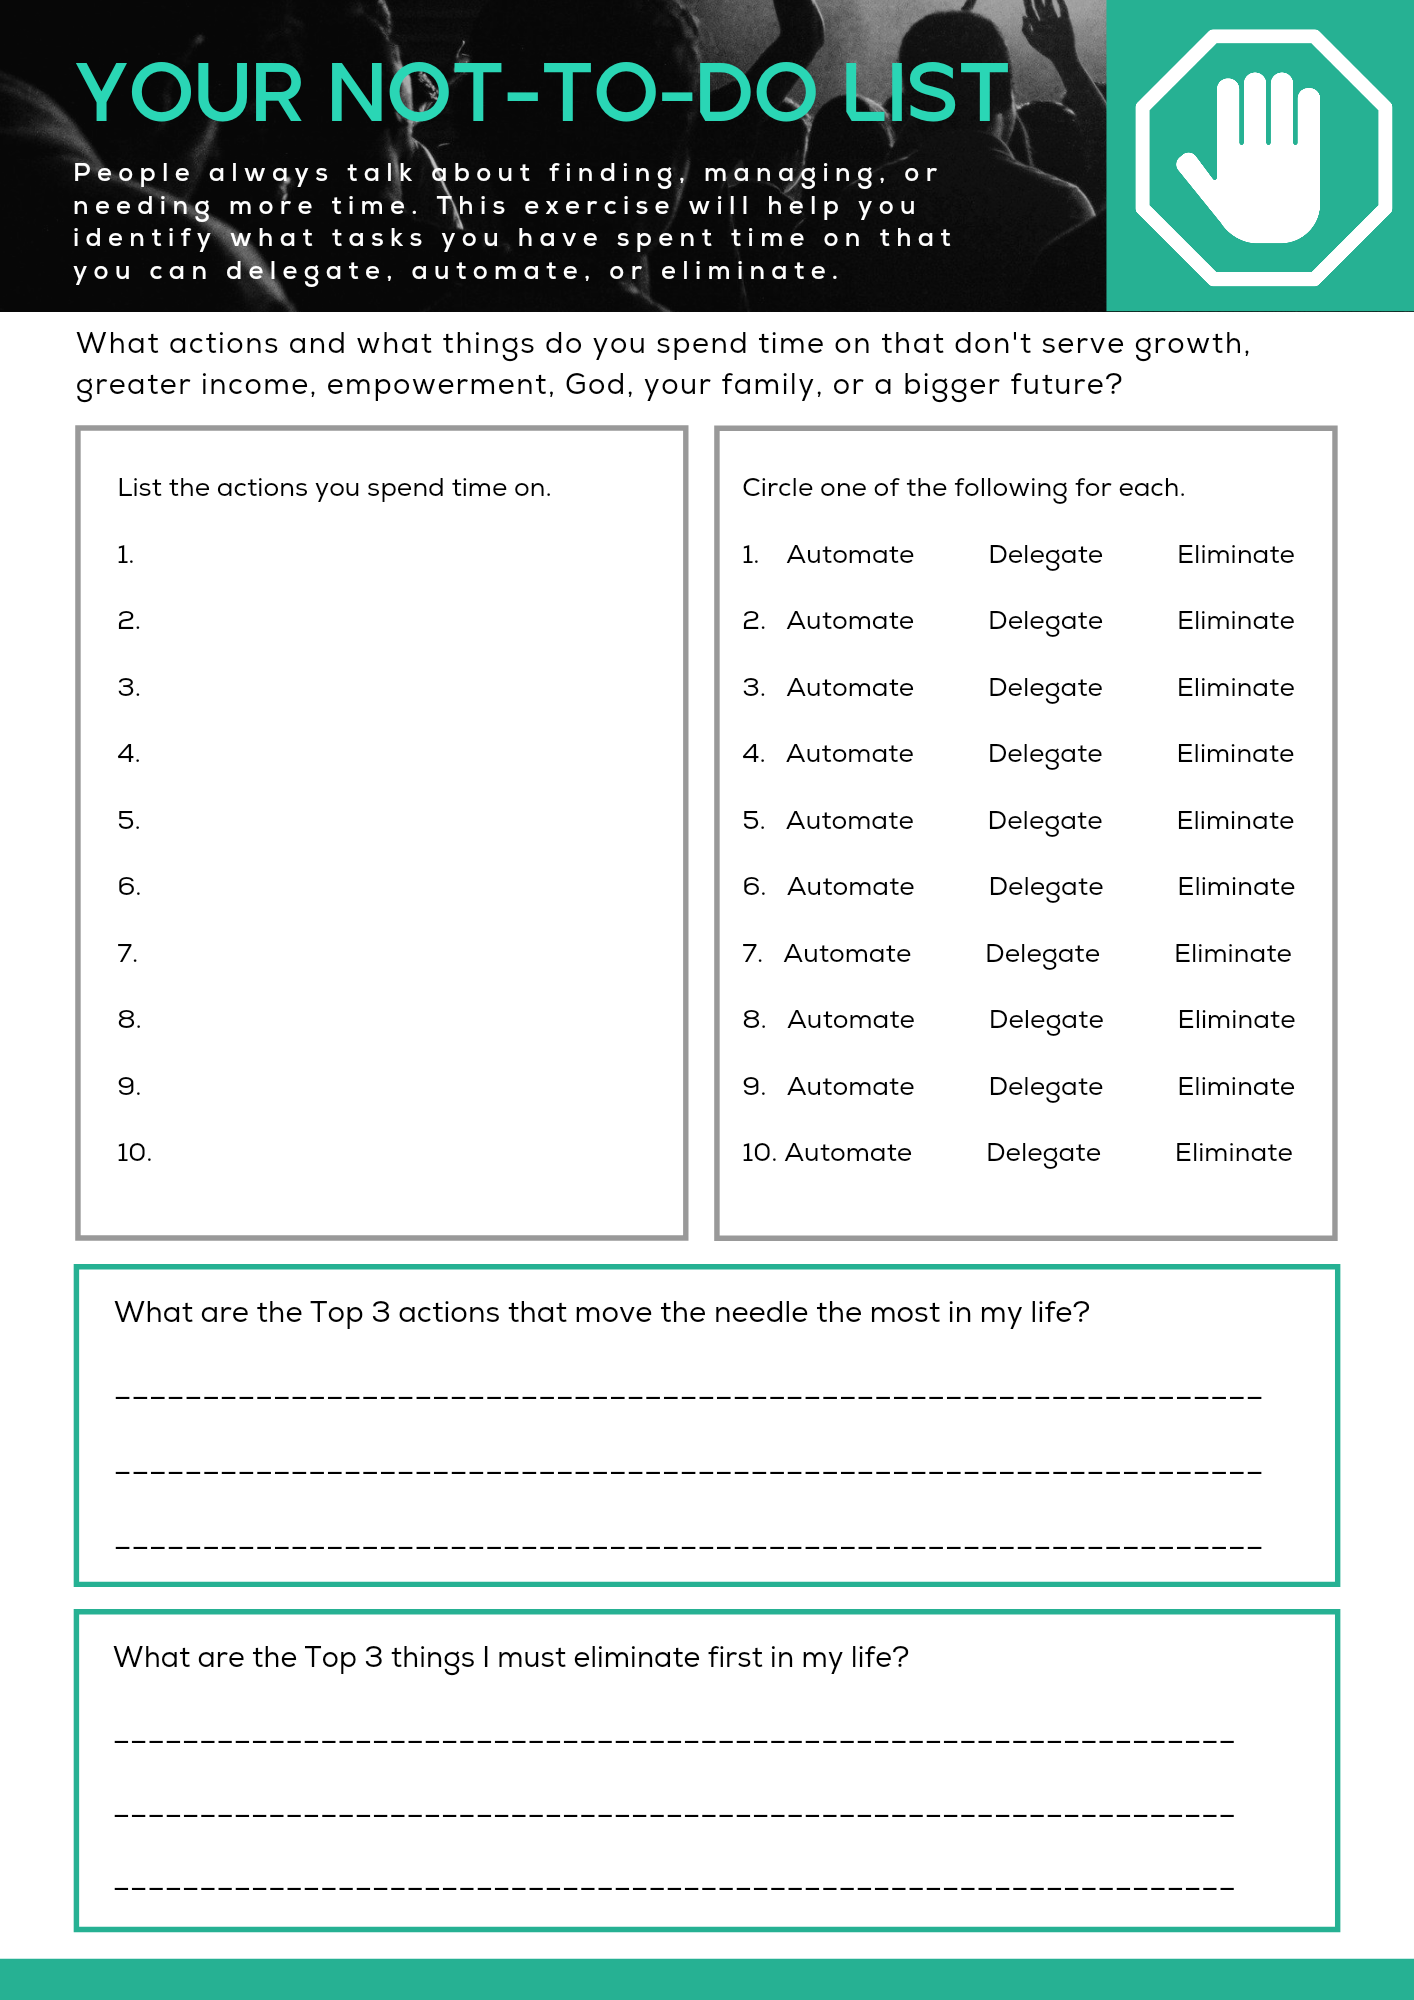 YOUR NOT-TO-DO LIST
People always talk about finding, managing, or
needing more time. This exercise will help you
identify what tasks you have spent time on that
you can delegate, automate, or eliminate.
What actions and what things do you spend time on that don't serve growth,
greater income, empowerment, God, your family, or a bigger future?
List the actions you spend time on.
1.
2.
3.
4.
5.
6.
7.
8.
9.
10.
Circle one of the following for each.
1. Automate Delegate Eliminate
2. Automate Delegate Eliminate
3. Automate Delegate Eliminate
4. Automate Delegate Eliminate
5. Automate Delegate Eliminate
6. Automate Delegate Eliminate
7. Automate Delegate Eliminate
8. Automate Delegate Eliminate
9. Automate Delegate Eliminate
10. Automate Delegate Eliminate
What are the Top 3 actions that move the needle the most in my life?
What are the Top 3 things I must eliminate first in my life?